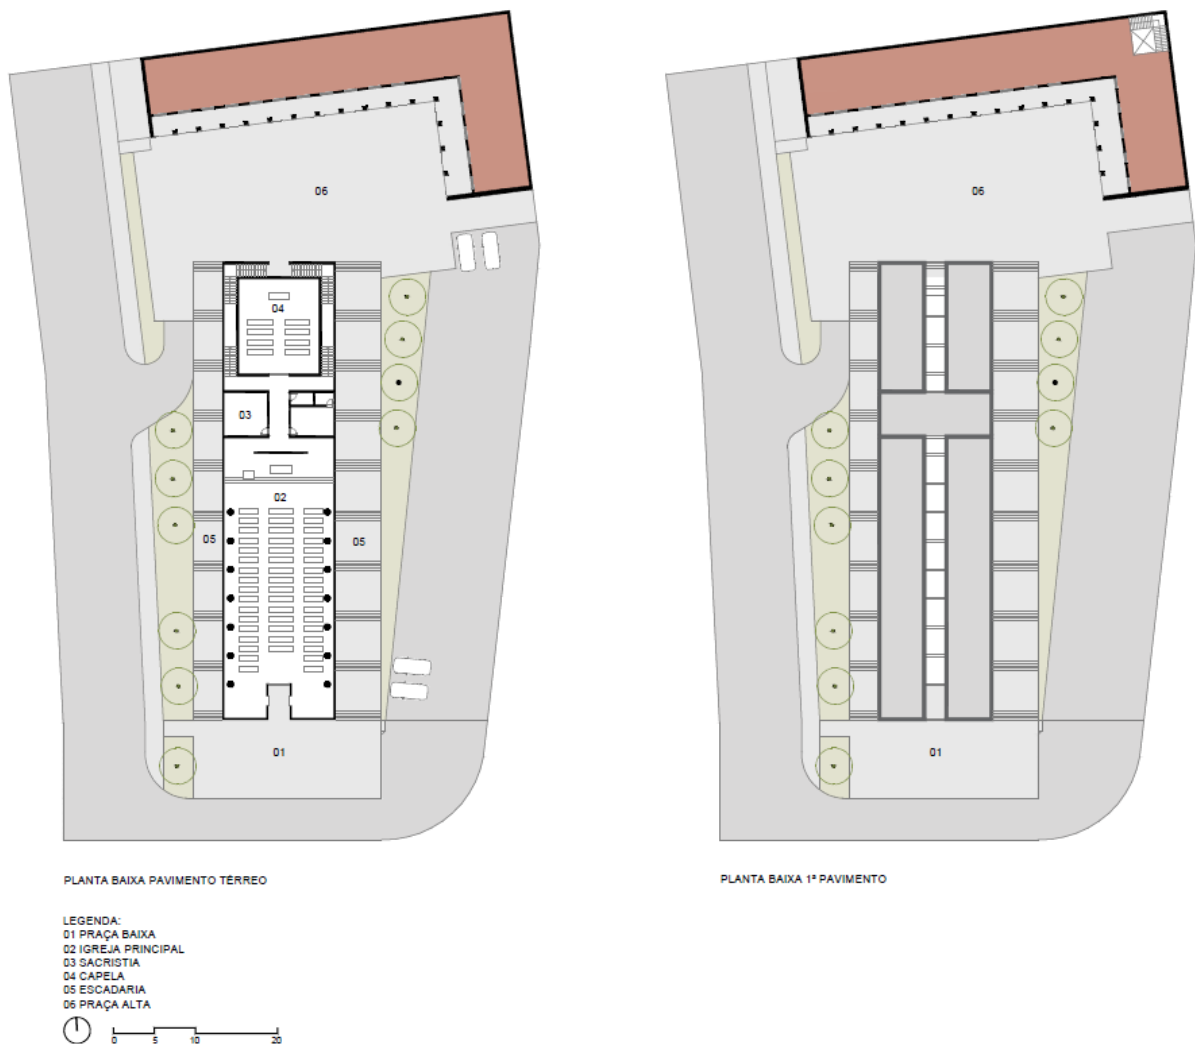 06
04
03
02
05
05
01
PLANTA BAIXA PAVIMENTO TÉRREO
LEGENDA:
01 PRAÇA BAIXA
02 IGREJA PRINCIPAL
03 SACRISTIA
04 CAPELA
05 ESCADARIA
06 PRAÇA ALTA
0 5 10 20
06
01
PLANTA BAIXA 1º PAVIMENTO